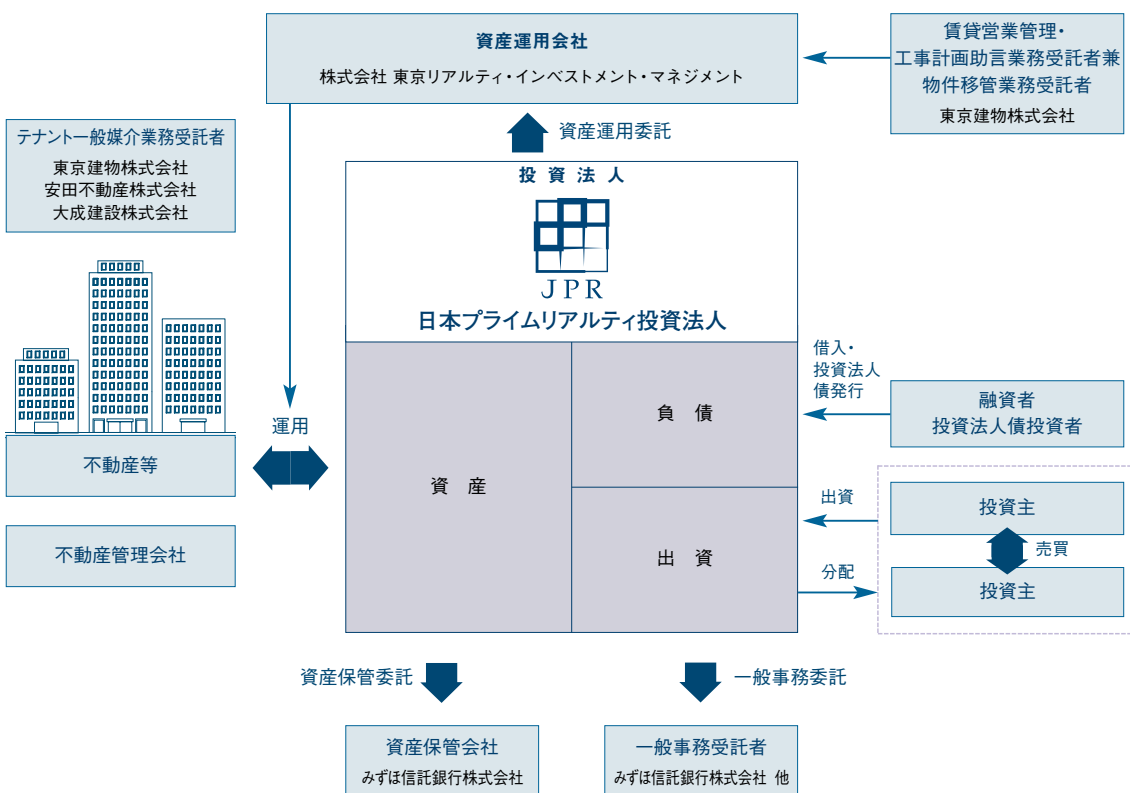 資産運用会社
株式会社 東京リアルティ・インベストメント・マネジメント
賃貸営業管理・
工事計画助言業務受託者兼
物件移管業務受託者
東京建物株式会社
資産運用委託
テナント一般媒介業務受託者
東京建物株式会社
安田不動産株式会社
大成建設株式会社
投資法人
JPR
日本プライムリアルティ投資法人
運用
不動産等
不動産管理会社
資 産
負 債
出 資
借入・
投資法人
債発行
融資者
投資法人債投資者
出資
分配
投資主
売買
投資主
資産保管委託
一般事務委託
資産保管会社
みずほ信託銀行株式会社
一般事務受託者
みずほ信託銀行株式会社 他